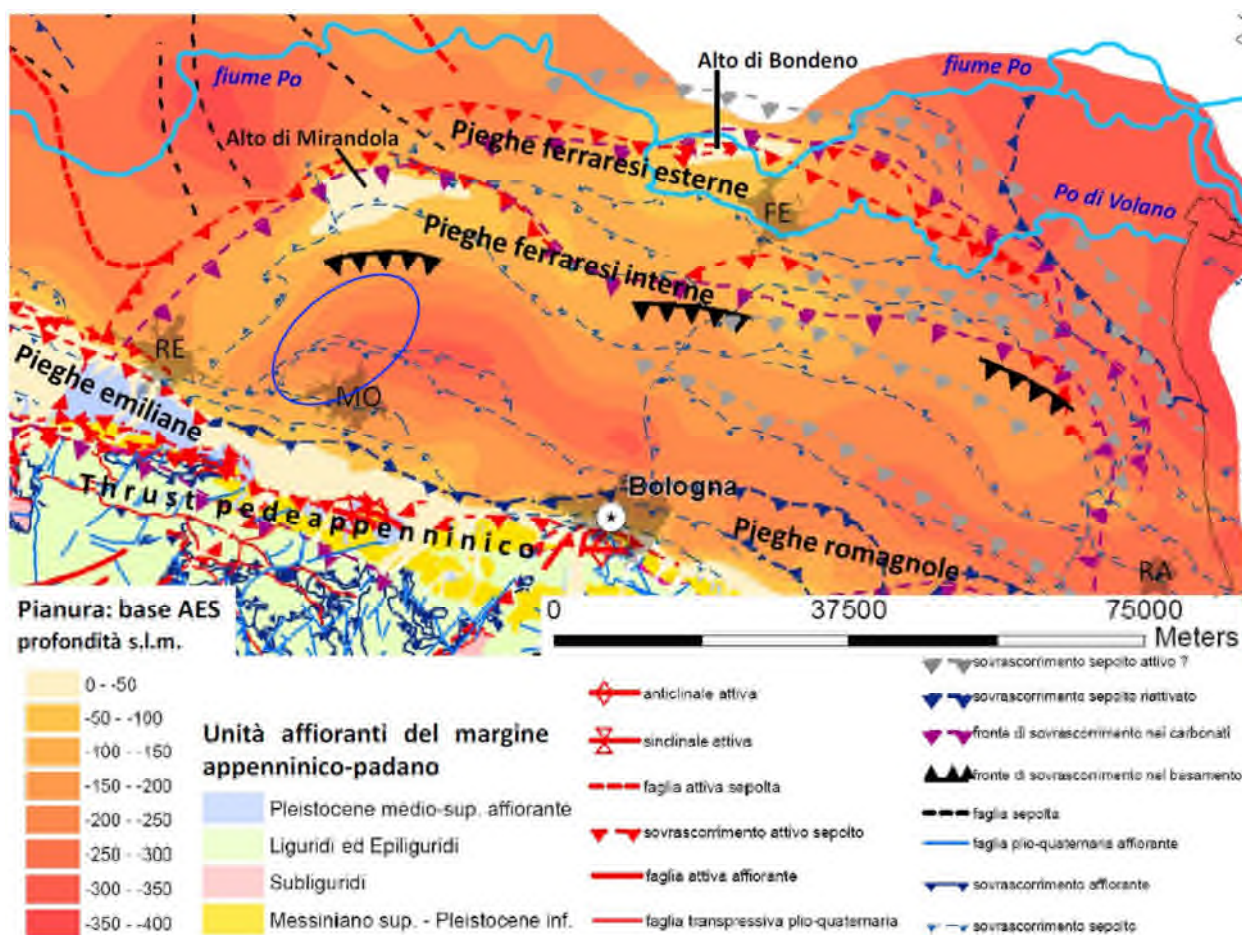 Alto di Bondeno
fiume Po
fiume Po
Alto di Mirandola
Pieghe ferraresi esterne
Po di Volano
FE
Pieghe ferraresi interne
RE
Pieghe emiliane
MO
Bologna
Thrust pedeappenninico
Pieghe romagnole
RA
Pianura: base AES
profondità s.l.m.
0 37500 75000
Meters
0 - -50
-50 - -100
-100 - -150
-150 - -200
-200 - -250
-250 - -300
-300 - -350
-350 - -400
Unità affioranti del margine
appenninico-padano
Pleistocene medio-sup. affiorante
Liguridi ed Epiliguridi
Subliguridi
Messiniano sup. - Pleistocene inf.
anticlinale attiva
sinclinale attiva
faglia attiva sepolta
sovrascorrimento attivo sepolto
faglia attiva affiorante
faglia transpressiva plio-quaternaria
sovrascorrimento sepolto attivo ?
sovrascorrimento sepolto riattivato
fronte di sovrascorrimento nei carbonati
fronte di sovrascorrimento nel basamento
faglia sepolta
faglia plio-quaternaria affiorante
sovrascorrimento affiorante
sovrascorrimento sepolto